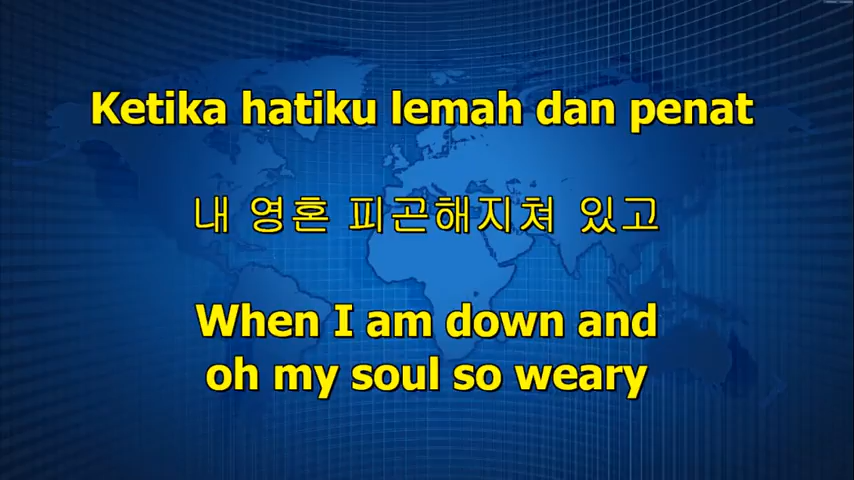 Ketika hatiku lemah dan penat
내 영혼 피곤해지쳐 있고
When I am down and
oh my soul so weary